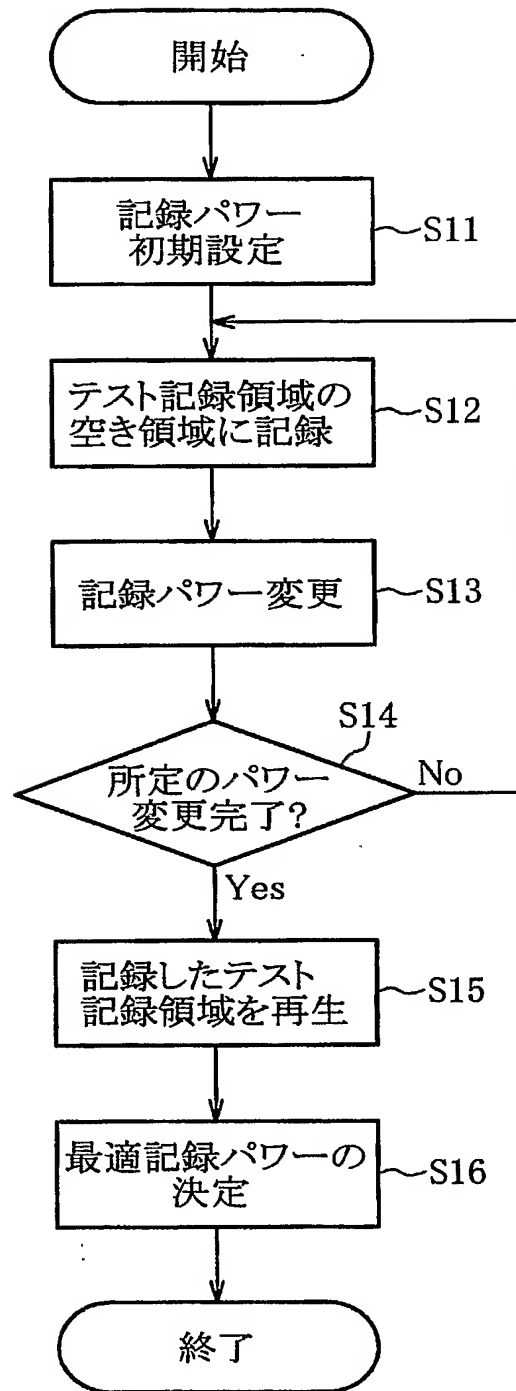 開始
記録パワー
初期設定
S11
テスト記録領域の
空き領域に記録
S12
記録パワー変更
S13
S14
所定のパワー
変更完了?
No
Yes
記録したテスト
記録領域を再生
S15
最適記録パワーの
決定
S16
終了